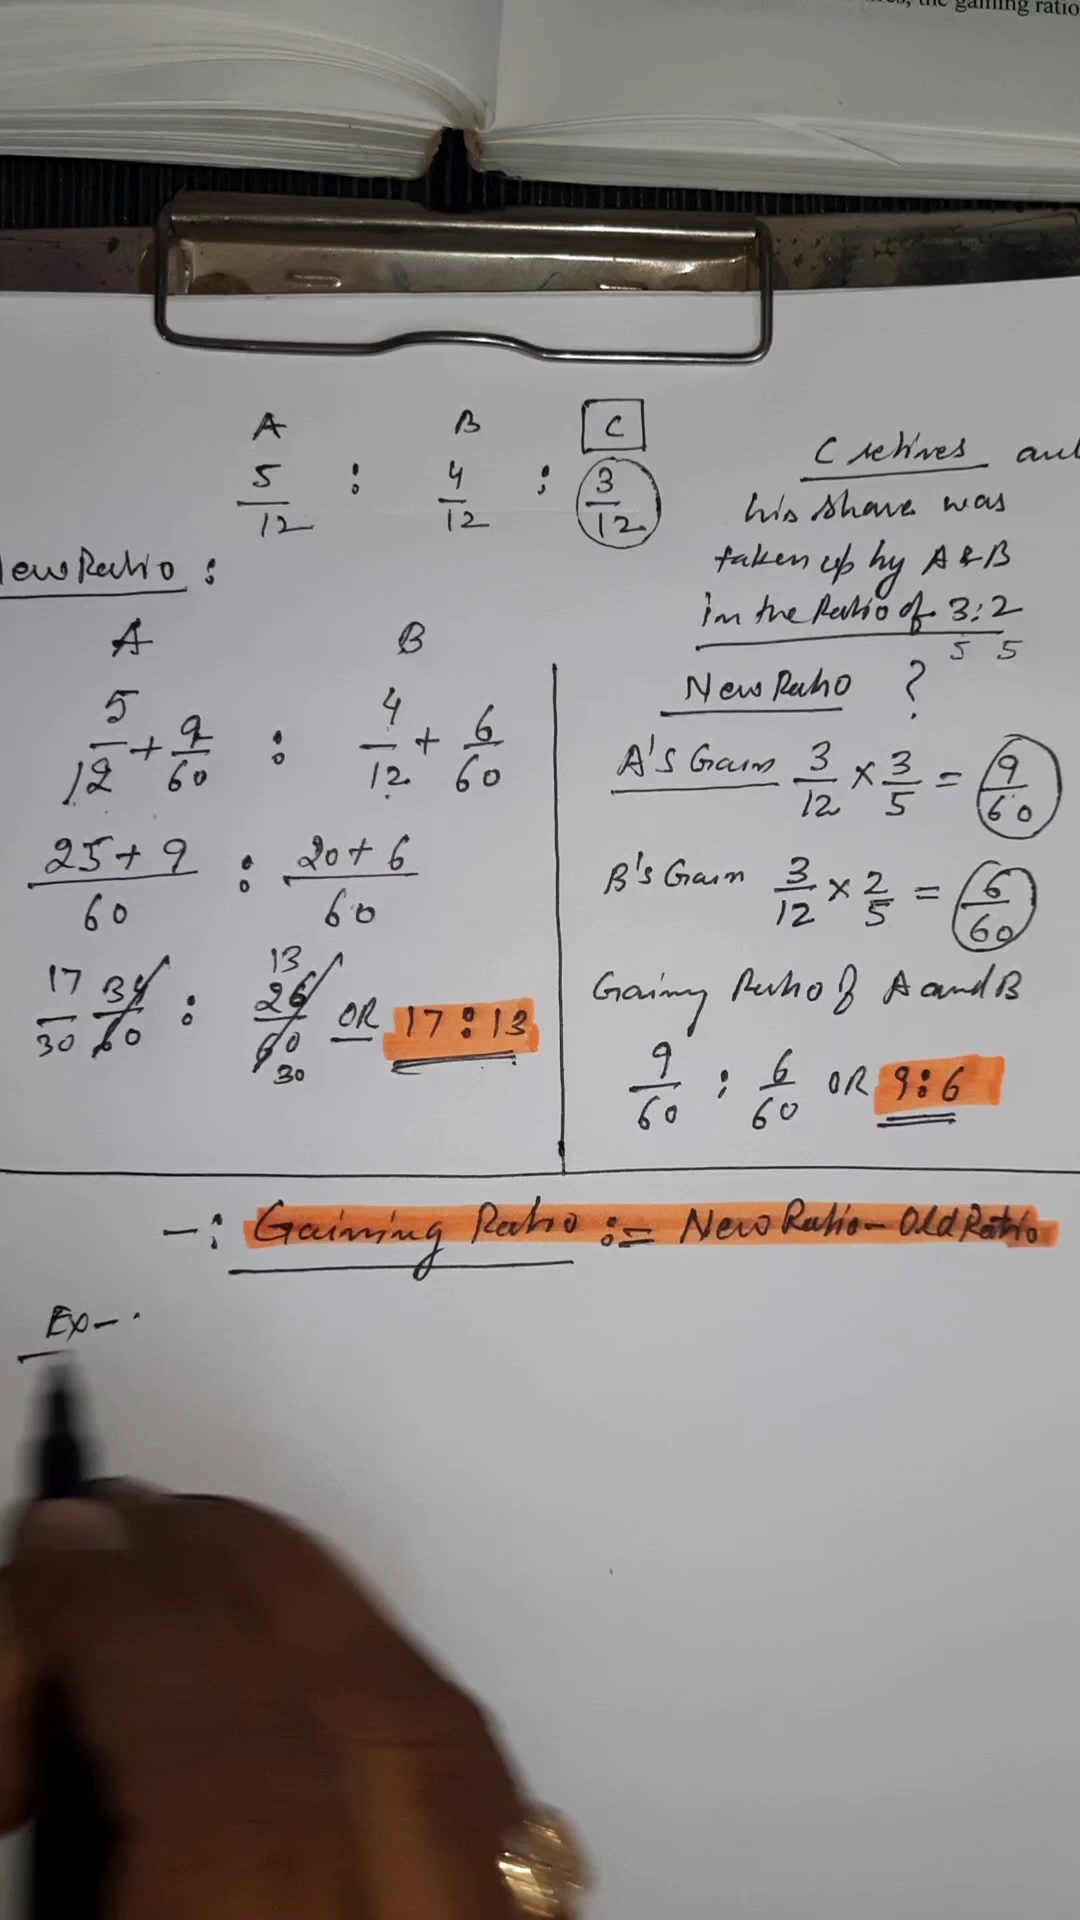 the gaining ratio
A B C
5/12 : 4/12 : 3/12
C retires and
his share was
taken up by A & B
in the Ratio of 3:2
5 5
New Ratio :
A B
5/12 + 9/60 : 4/12 + 6/60
25+9/60 : 20+6/60
17/30 34/60 : 13 26/60 30 OR 17:13
New Ratio ?
A's Gain 3/12 × 3/5 = 9/60
B's Gain 3/12 × 2/5 = 6/60
Gaining Ratio of A and B
9/60 : 6/60 OR 9:6
-: Gaining Ratio := New Ratio - Old Ratio
Ex-.